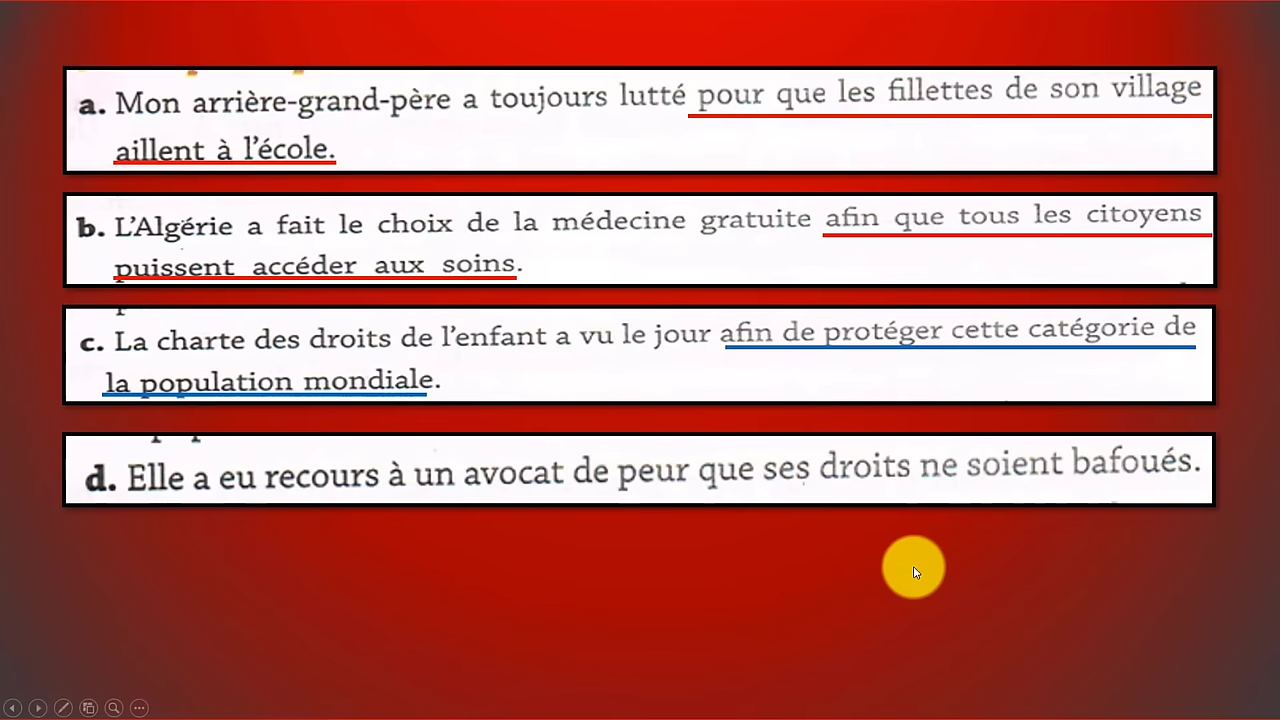 a. Mon arrière-grand-père a toujours lutté pour que les fillettes de son village
aillent à l'école.
b. L'Algérie a fait le choix de la médecine gratuite afin que tous les citoyens
puissent accéder aux soins.
c. La charte des droits de l'enfant a vu le jour afin de protéger cette catégorie de
la population mondiale.
d. Elle a eu recours à un avocat de peur que ses droits ne soient bafoués.